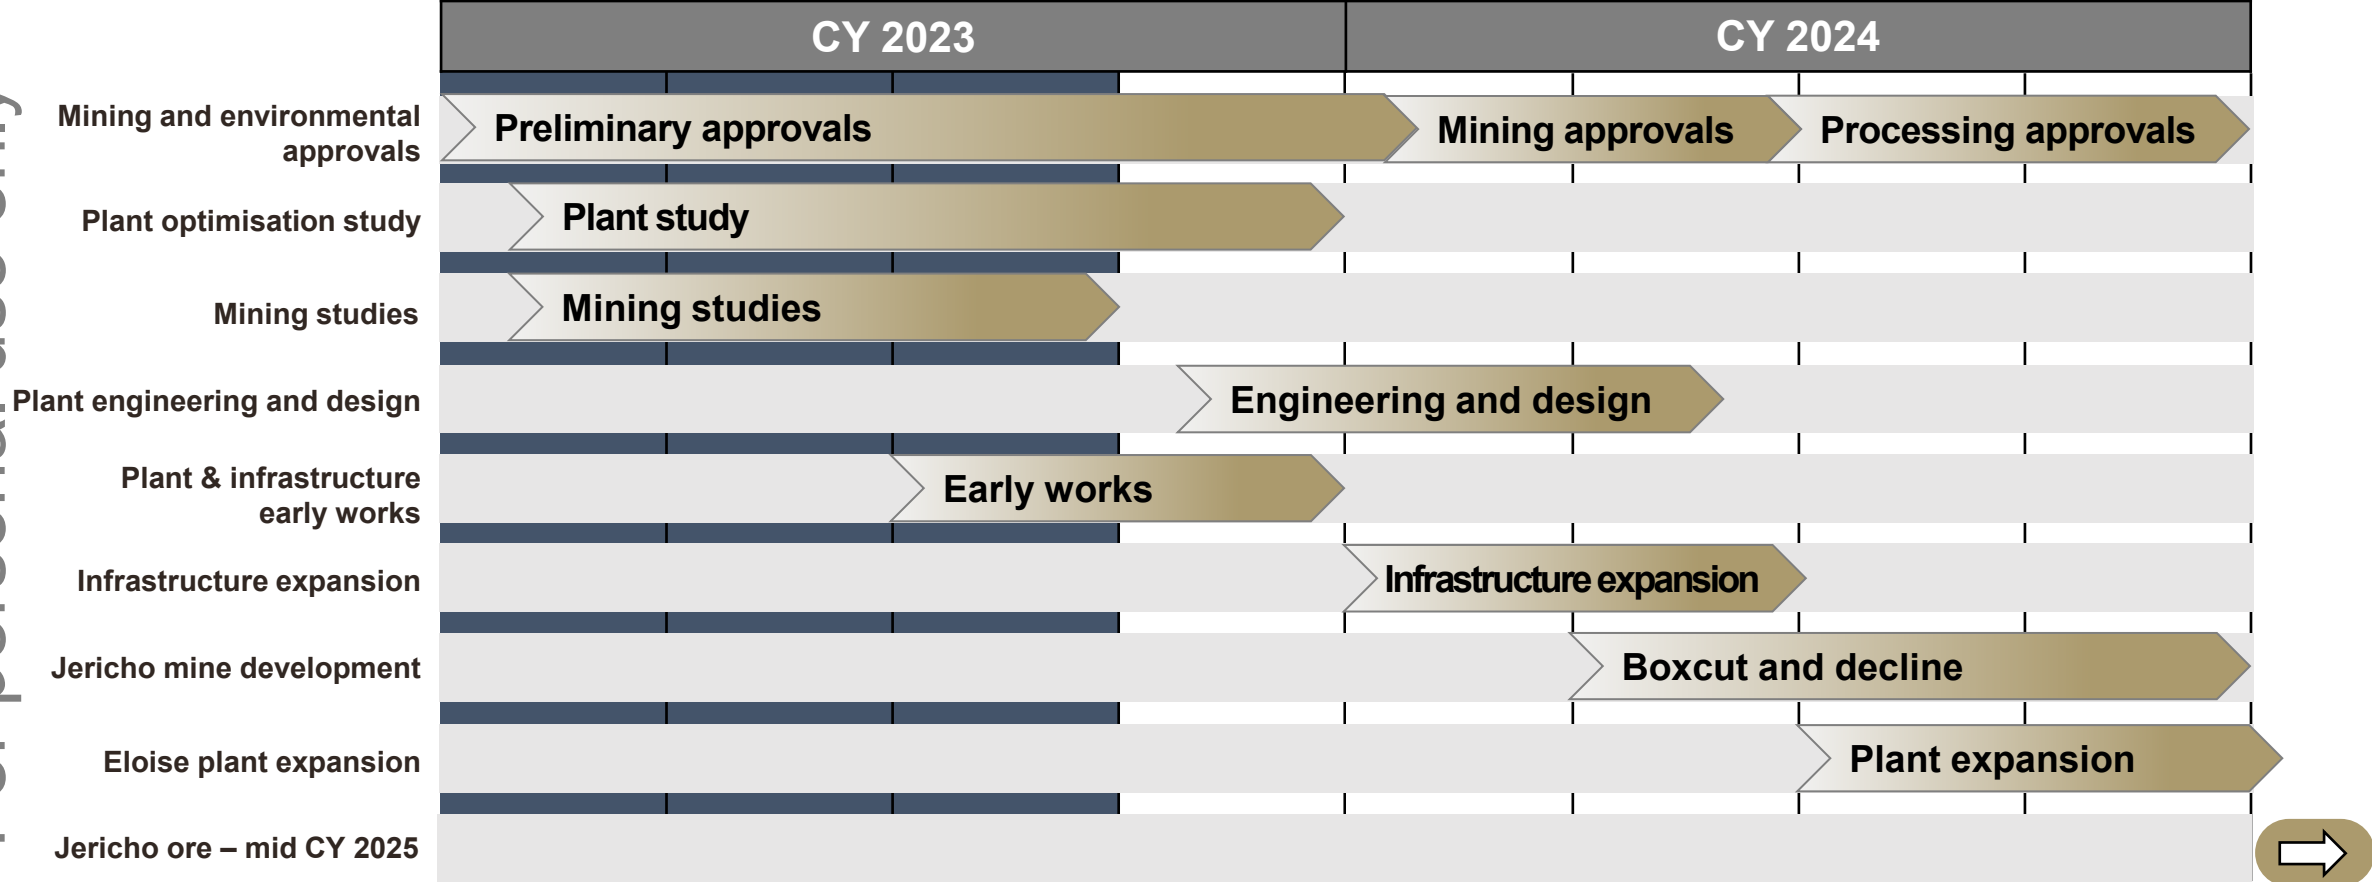 CY 2023
CY 2024
Mining and environmental
approvals
Preliminary approvals
Mining approvals
Processing approvals
Plant optimisation study
Plant study
Mining studies
Mining studies
Plant engineering and design
Engineering and design
Plant & infrastructure
early works
Early works
Infrastructure expansion
Infrastructure expansion
Jericho mine development
Boxcut and decline
Eloise plant expansion
Plant expansion
Jericho ore – mid CY 2025